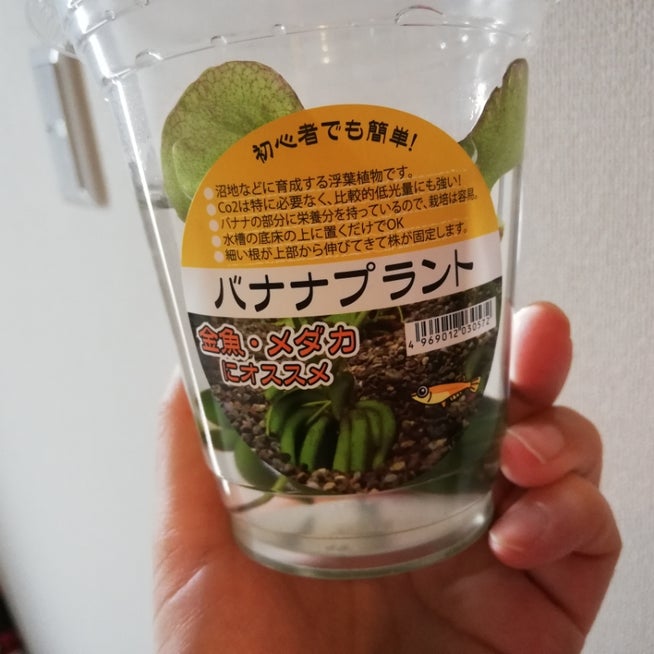 初心者でも簡単!
●沼地などに育成する浮葉植物です。
●Co2は特に必要なく、比較的低光量にも強い!
●バナナの部分に栄養分を持っているので、栽培は容易。
●水槽の底床の上に置くだけでOK
●細い根が上部から伸びてきて株が固定します。
バナナプラント
金魚・メダカ
にオススメ
4 969012 030572